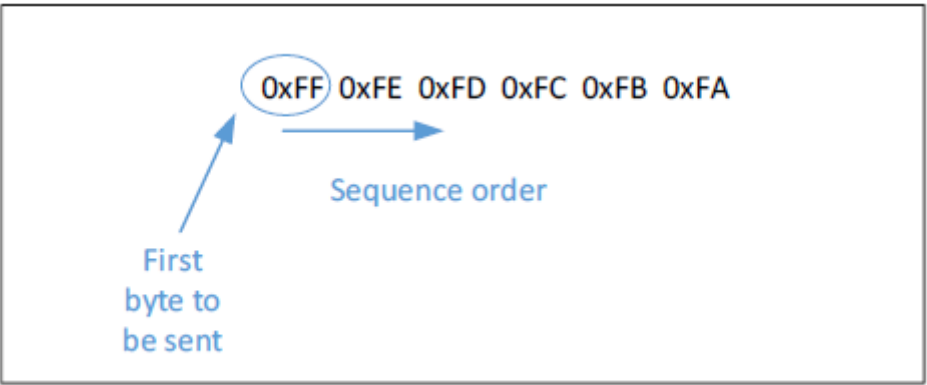 0xFF 0xFE 0xFD 0xFC 0xFB 0xFA
Sequence order
First
byte to
be sent